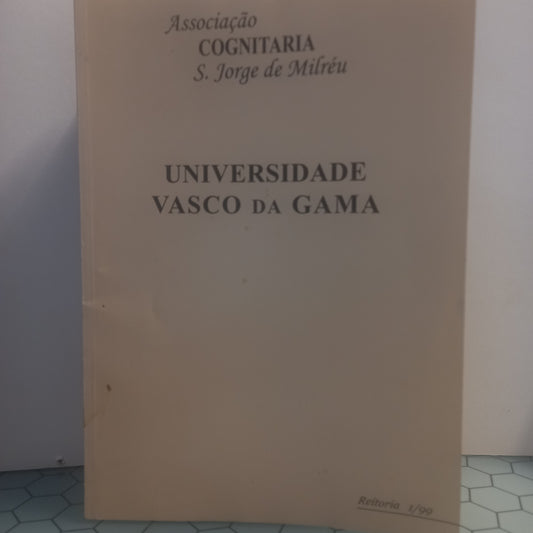 Associação
COGNITARIA
S. Jorge de Milréu
UNIVERSIDADE
VASCO DA GAMA
Reitoria 1/99